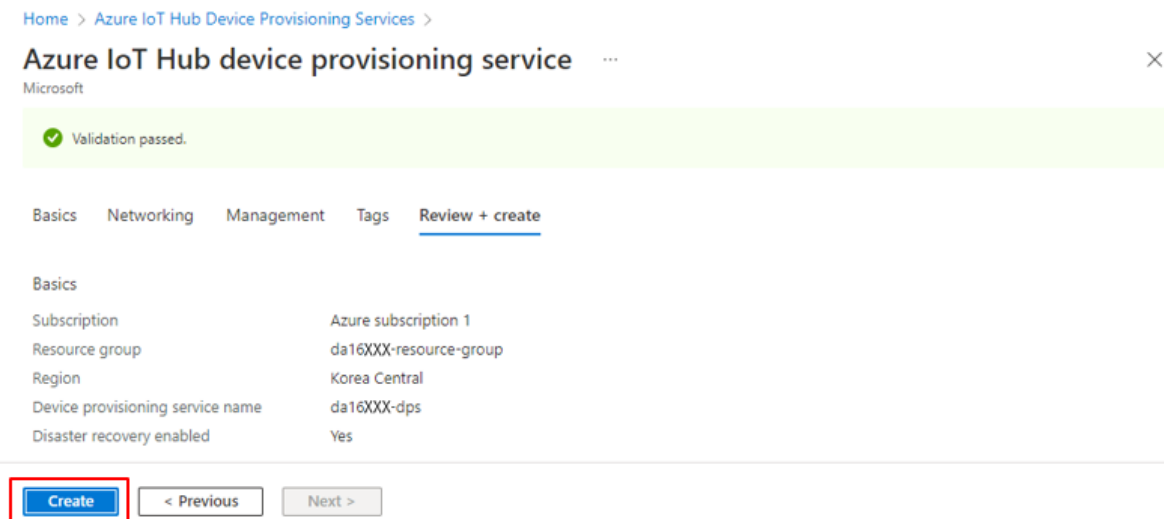 Home > Azure IoT Hub Device Provisioning Services >
Azure IoT Hub device provisioning service ...
Microsoft
Validation passed.
Basics Networking Management Tags Review + create
Basics
Subscription Azure subscription 1
Resource group da16XXX-resource-group
Region Korea Central
Device provisioning service name da16XXX-dps
Disaster recovery enabled Yes
Create < Previous Next >